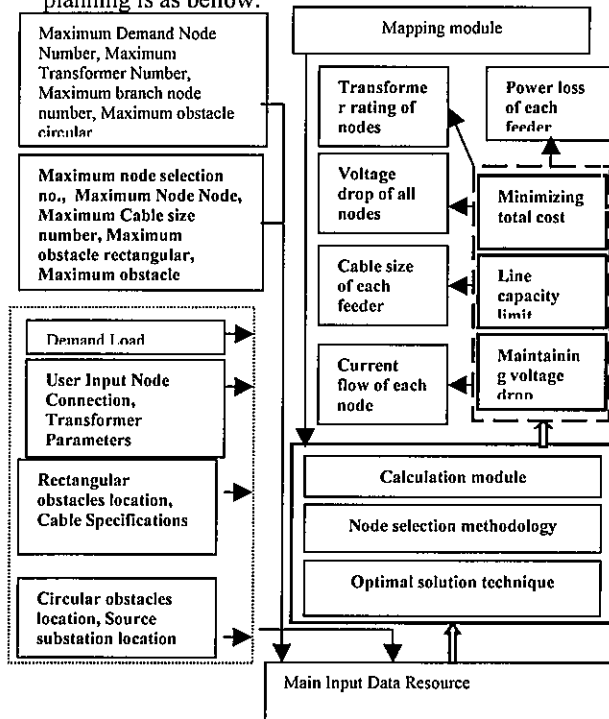 planning is as bellow:
Maximum Demand Node
Number, Maximum
Transformer Number,
Maximum branch node
number, Maximum obstacle
circular
Maximum node selection
no., Maximum Node Node,
Maximum Cable size
number, Maximum
obstacle rectangular,
Maximum obstacle
Demand Load
User Input Node
Connection,
Transformer
Parameters
Rectangular
obstacles location,
Cable Specifications
Circular obstacles
location, Source
substation location
Mapping module
Transforme
r rating of
nodes
Power loss
of each
feeder
Voltage
drop of all
nodes
Minimizing
total cost
Cable size
of each
feeder
Line
capacity
limit
Current
flow of each
node
Maintainin
g voltage
drop
Calculation module
Node selection methodology
Optimal solution technique
Main Input Data Resource